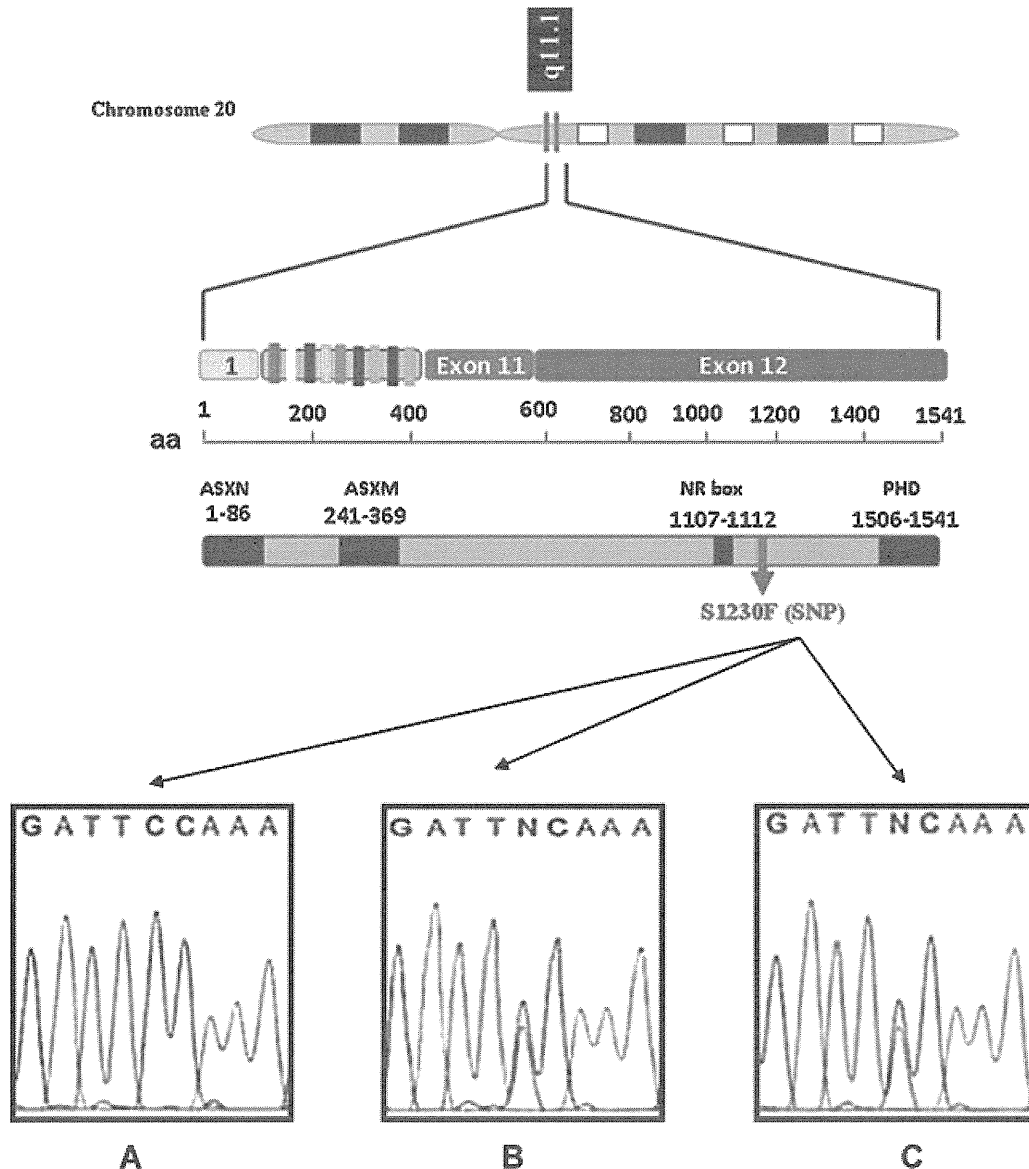 q11.1
Chromosome 20
1 Exon 11 Exon 12
1 200 400 600 800 1000 1200 1400 1541
aa
ASXN ASXM NR box PHD
1-86 241-369 1107-1112 1506-1541
S1230F (SNP)
G A T T C C A A A
G A T T N C A A A
G A T T N C A A A
A B C